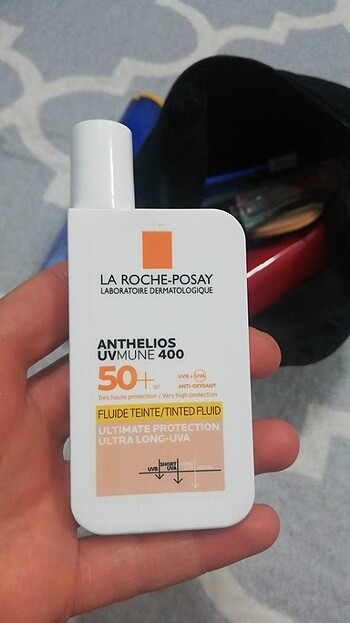 LA ROCHE-POSAY
LABORATOIRE DERMATOLOGIQUE
ANTHELIOS
UVMUNE 400
50+ SPF
UVB + UVA
ANTI-OXYDANT
Très haute protection / Very high protection
FLUIDE TEINTE/TINTED FLUID
ULTIMATE PROTECTION
ULTRA LONG-UVA
UVB
SHORT
UVA